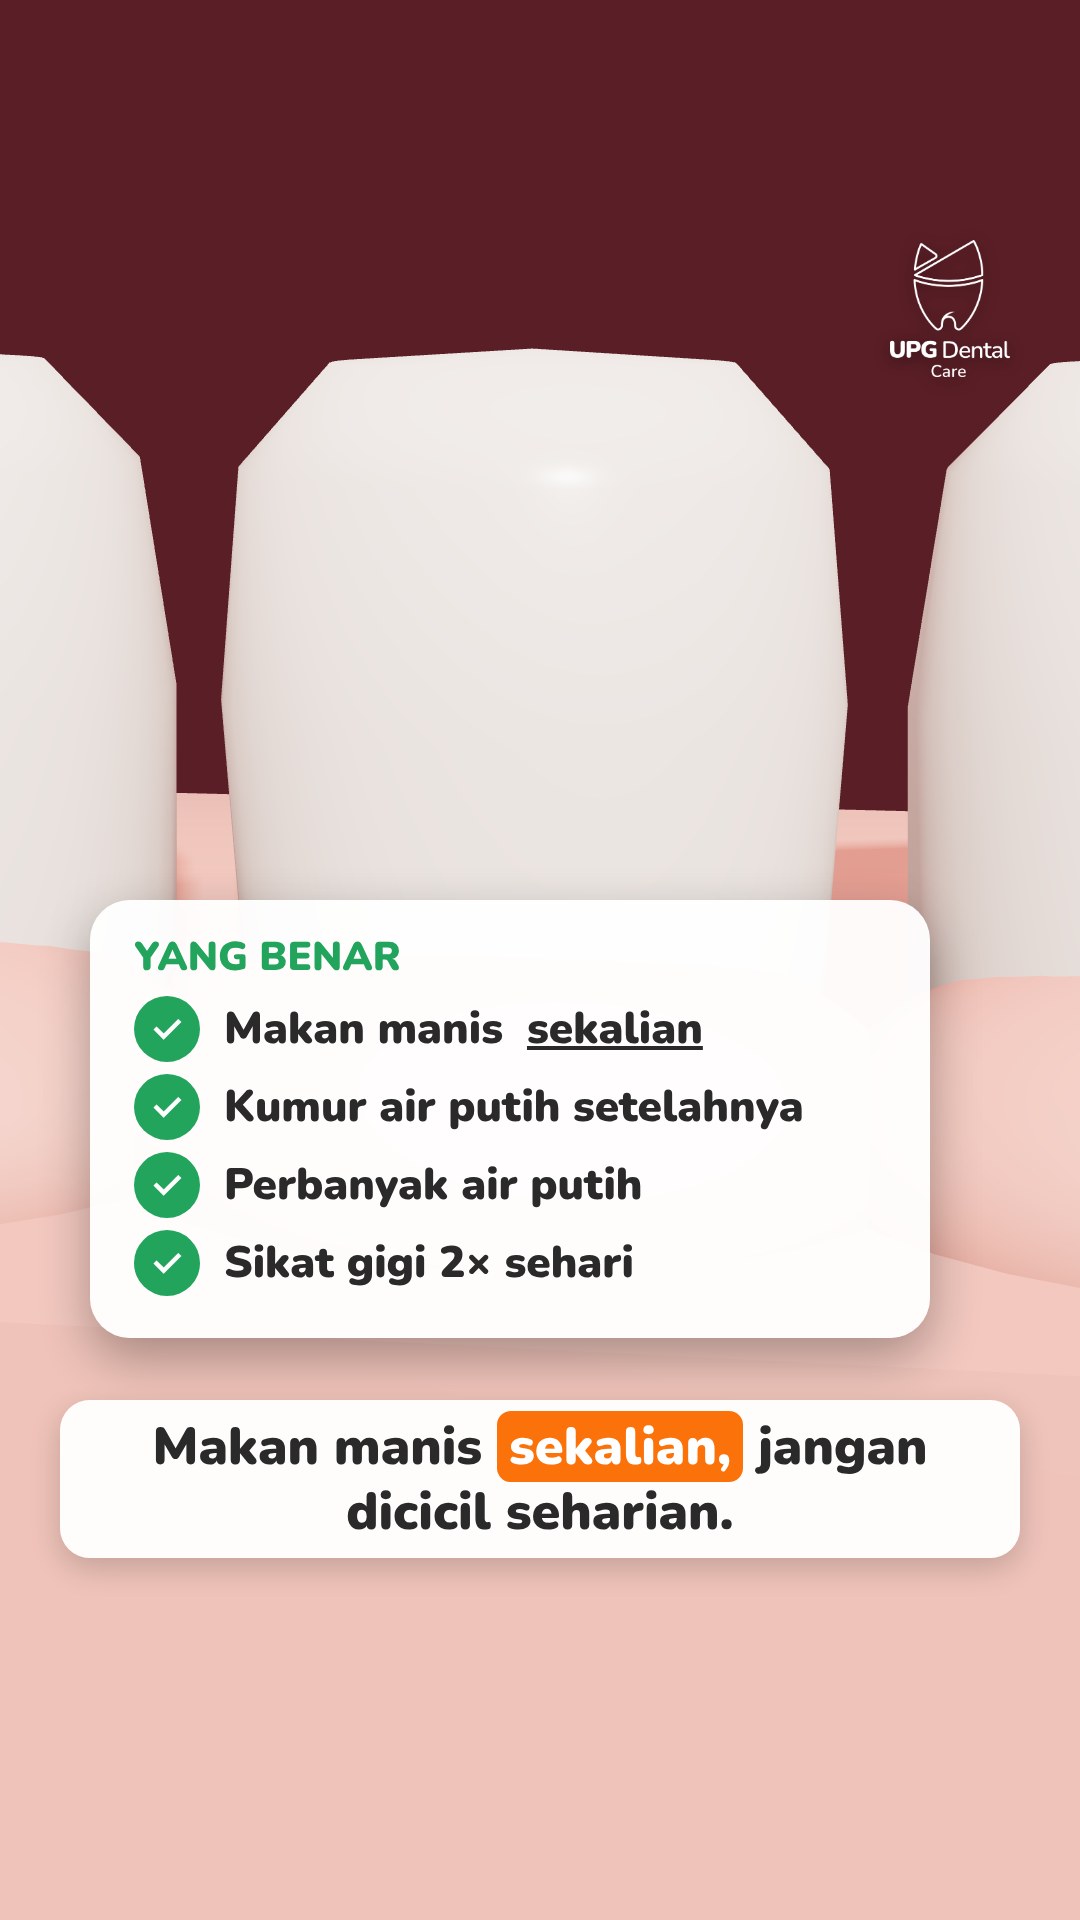 UPG Dental
Care
YANG BENAR
Makan manis sekalian
Kumur air putih setelahnya
Perbanyak air putih
Sikat gigi 2× sehari
Makan manis sekalian, jangan
dicicil seharian.